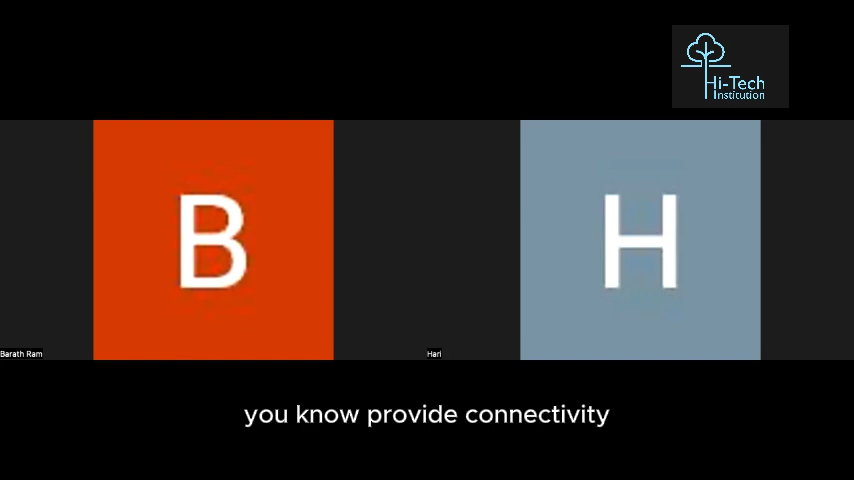 Hi-Tech
Institution
B
H
Barath Ram
Hari
you know provide connectivity